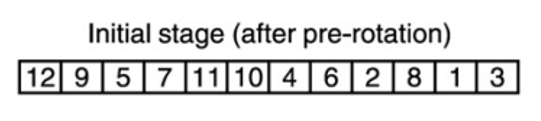 Initial stage (after pre-rotation)
12 9 5 7 11 10 4 6 2 8 1 3